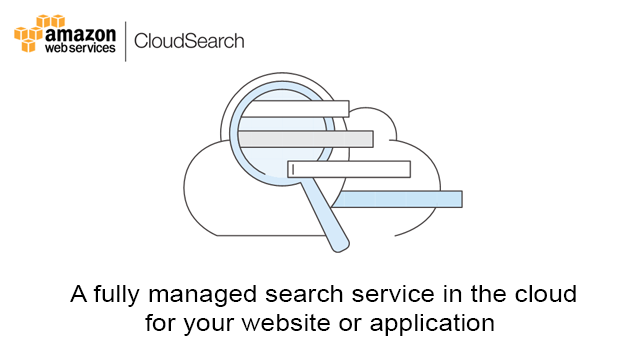 amazon
webservices
CloudSearch
A fully managed search service in the cloud
for your website or application